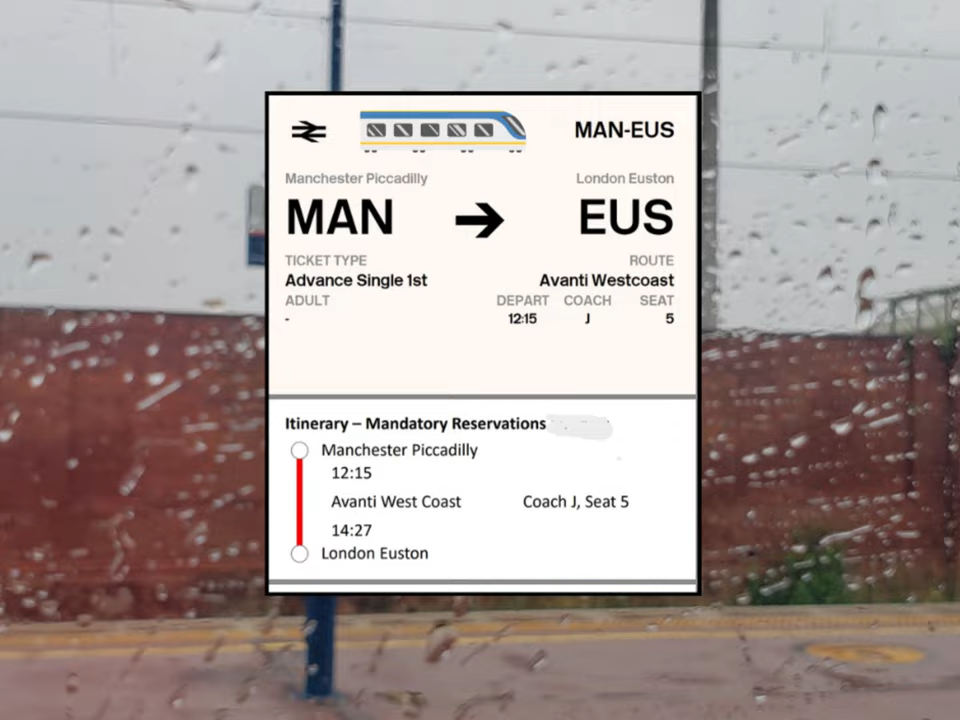 MAN-EUS
Manchester Piccadilly London Euston
MAN → EUS
TICKET TYPE ROUTE
Advance Single 1st Avanti Westcoast
ADULT DEPART COACH SEAT
- 12:15 J 5
Itinerary – Mandatory Reservations
Manchester Piccadilly
12:15
Avanti West Coast Coach J, Seat 5
14:27
London Euston